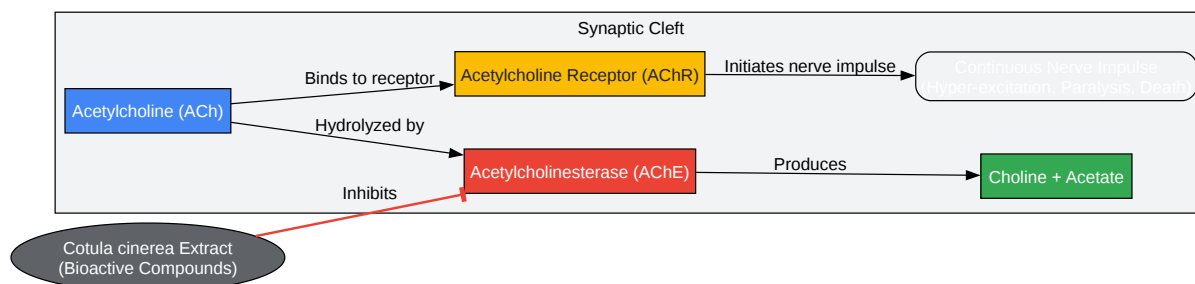 Synaptic Cleft
Acetylcholine (ACh)
Binds to receptor
Acetylcholine Receptor (AChR)
Initiates nerve impulse
Continuous Nerve Impulse
(Hyper-excitation, Paralysis, Death)
Hydrolyzed by
Acetylcholinesterase (AChE)
Produces
Choline + Acetate
Inhibits
Cotula cinerea Extract
(Bioactive Compounds)